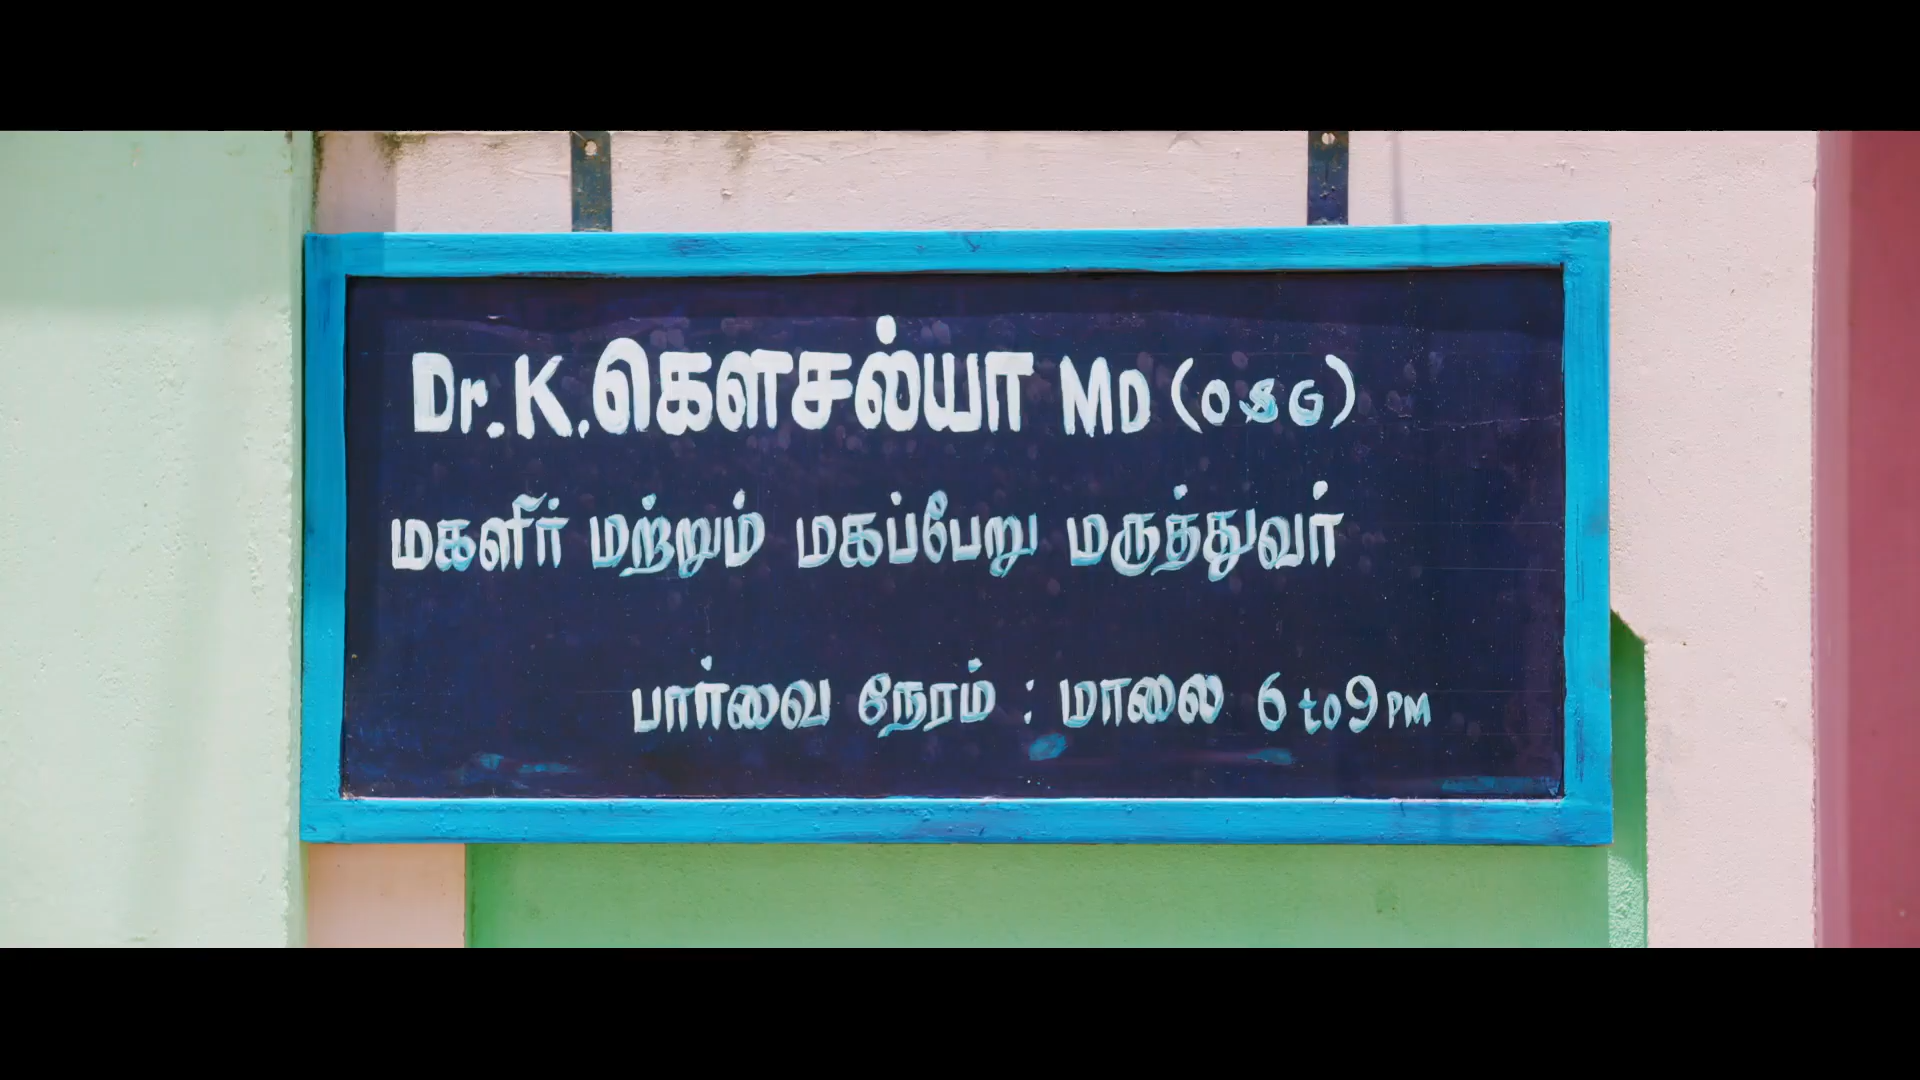 Dr. K. கௌசல்யா MD (O&G)
மகளிர் மற்றும் மகப்பேறு மருத்துவர்
பார்வை நேரம் : மாலை 6 to 9 PM